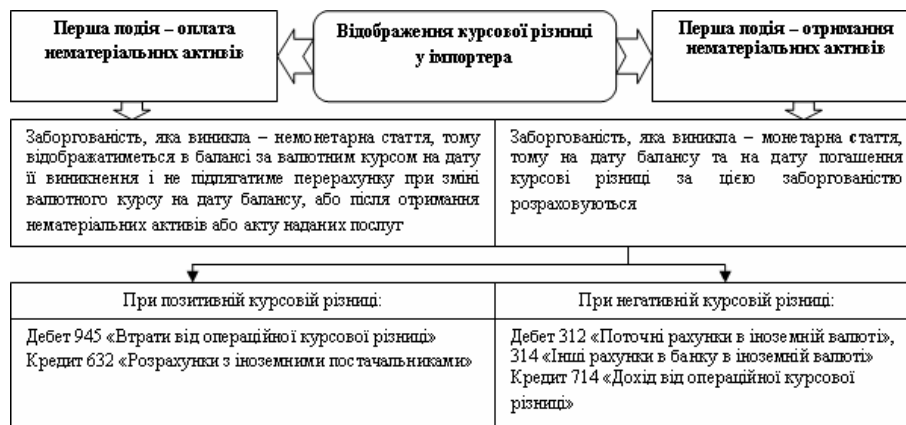 Перша подія – оплата
нематеріальних активів
Відображення курсової різниці
у імпортера
Перша подія – отримання
нематеріальних активів
Заборгованість, яка виникла – немонетарна стаття, тому
відображатиметься в балансі за валютним курсом на дату
її виникнення і не підлягатиме перерахунку при зміні
валютного курсу на дату балансу, або після отримання
нематеріальних активів або акту наданих послуг
Заборгованість, яка виникла – монетарна стаття,
тому на дату балансу та на дату погашення
курсові різниці за цією заборгованістю
розраховуються
При позитивній курсовій різниці:
Дебет 945 «Втрати від операційної курсової різниці»
Кредит 632 «Розрахунки з іноземними постачальниками»
При негативній курсовій різниці:
Дебет 312 «Поточні рахунки в іноземній валюті»,
314 «Інші рахунки в банку в іноземній валюті»
Кредит 714 «Дохід від операційної курсової
різниці»